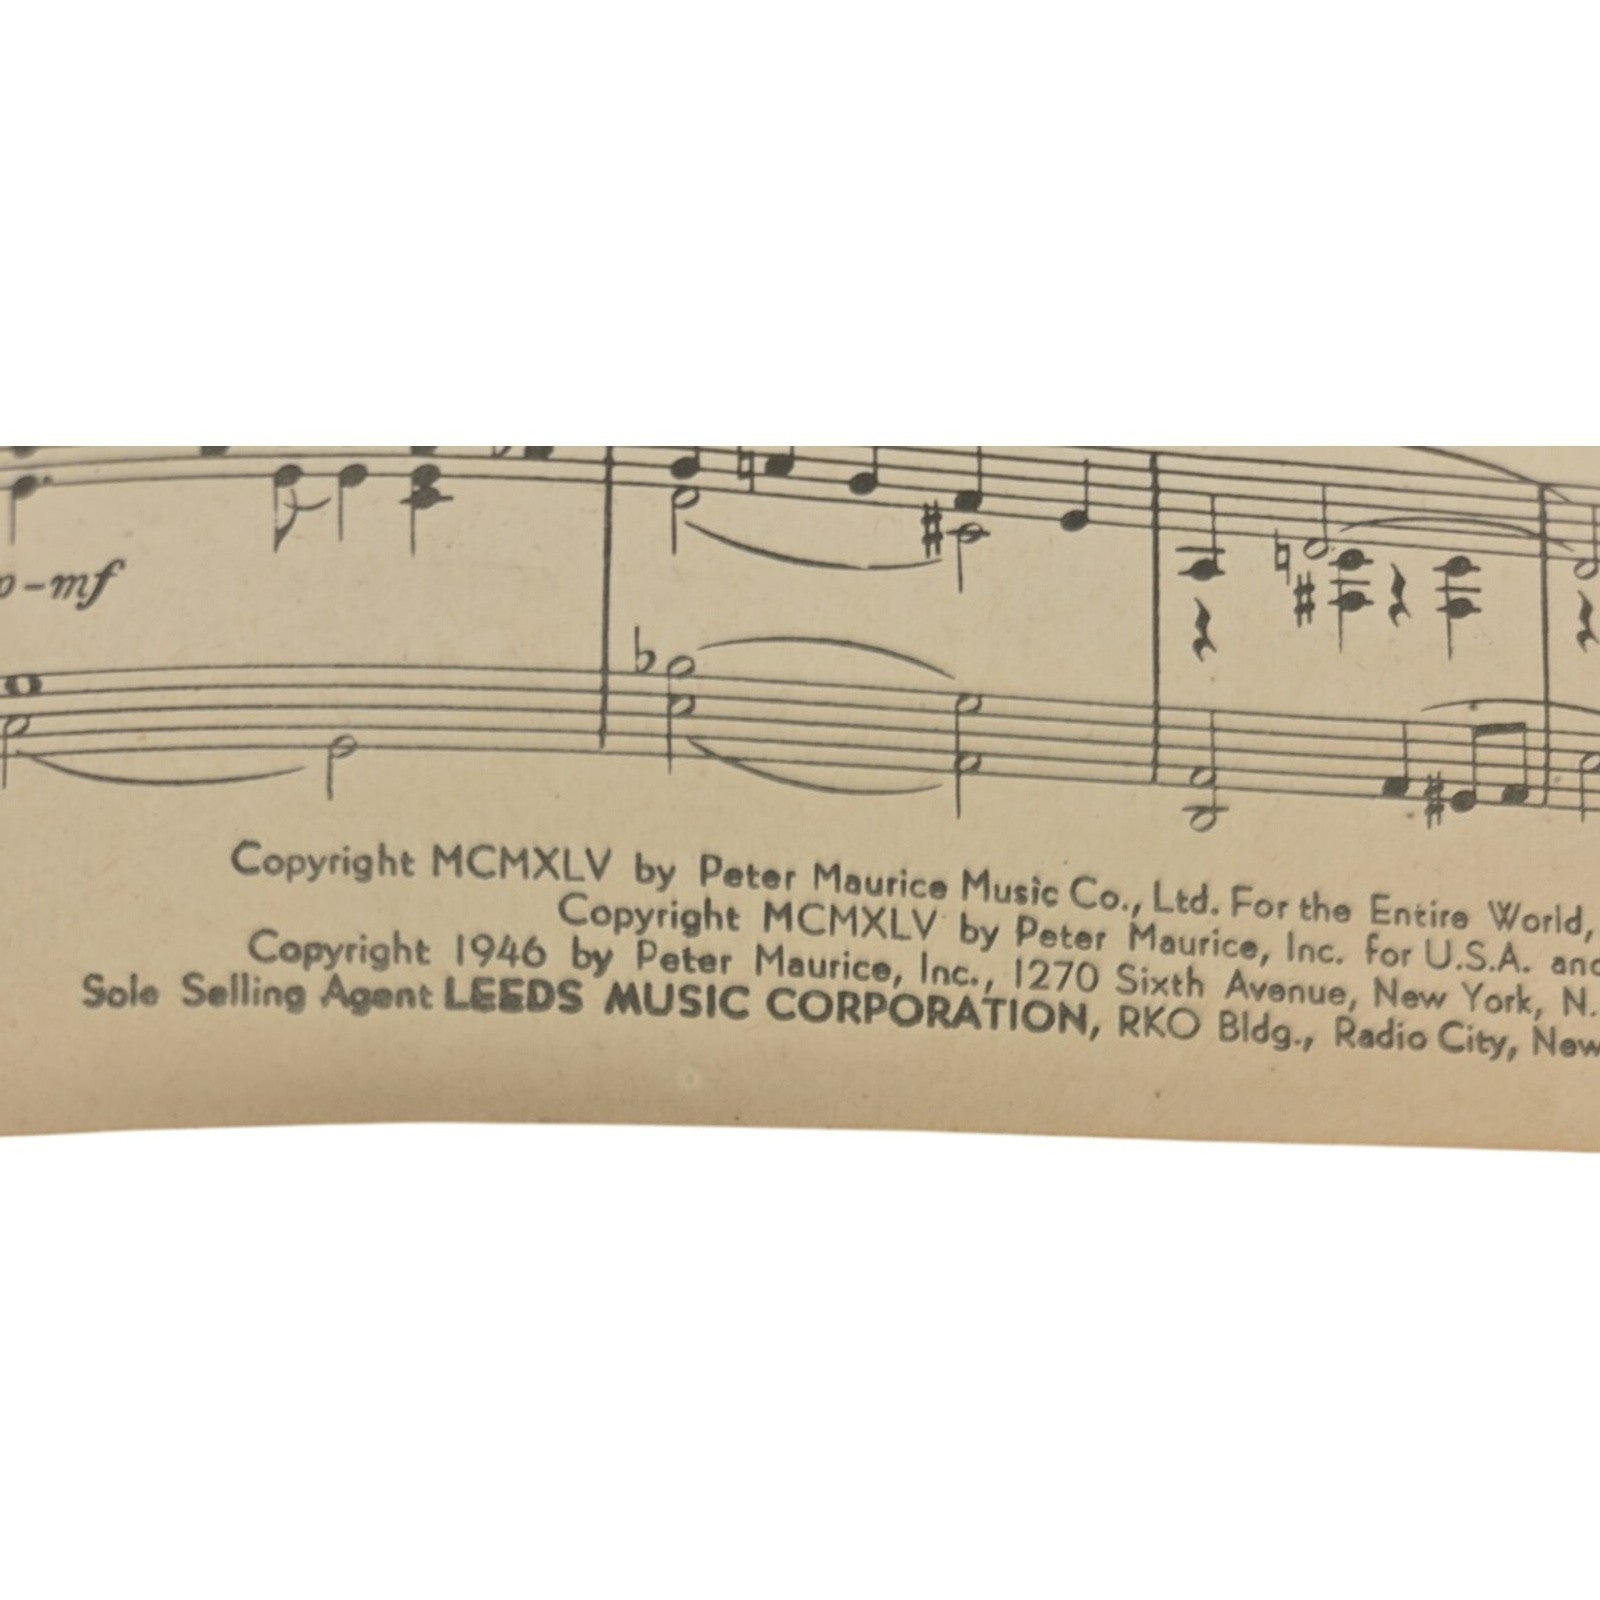 mf - a
Copyright MCMXLV by Peter Maurice Music Co., Ltd. For the Entire World,
Copyright MCMXLV by Peter Maurice, Inc. for U.S.A. and
Copyright 1946 by Peter Maurice, Inc., 1270 Sixth Avenue, New York, N.
Sole Selling Agent LEEDS MUSIC CORPORATION, RKO Bldg., Radio City, New